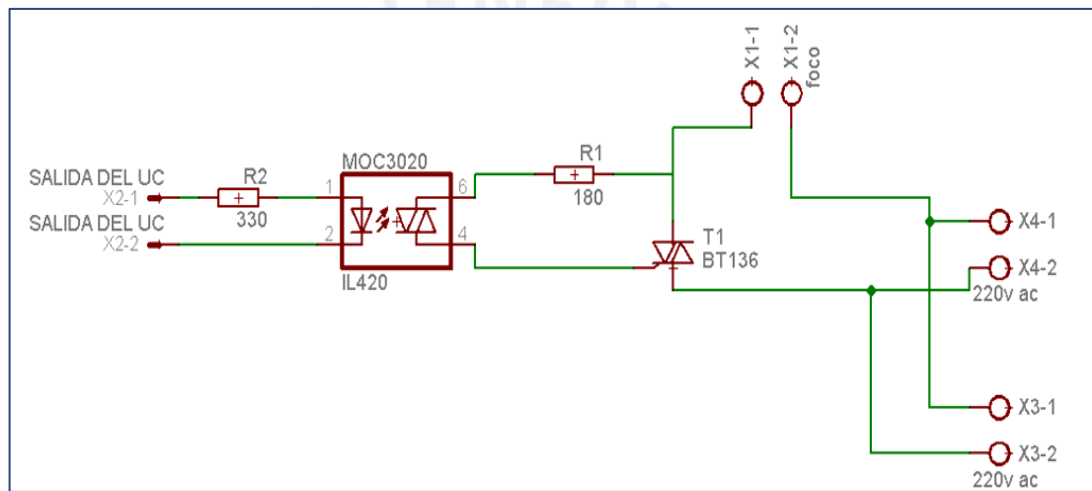 X1-1
X1-2
foco
SALIDA DEL UC
X2-1
R2
330
SALIDA DEL UC
X2-2
MOC3020
1
2
6
4
IL420
R1
180
T1
BT136
X4-1
X4-2
220v ac
X3-1
X3-2
220v ac